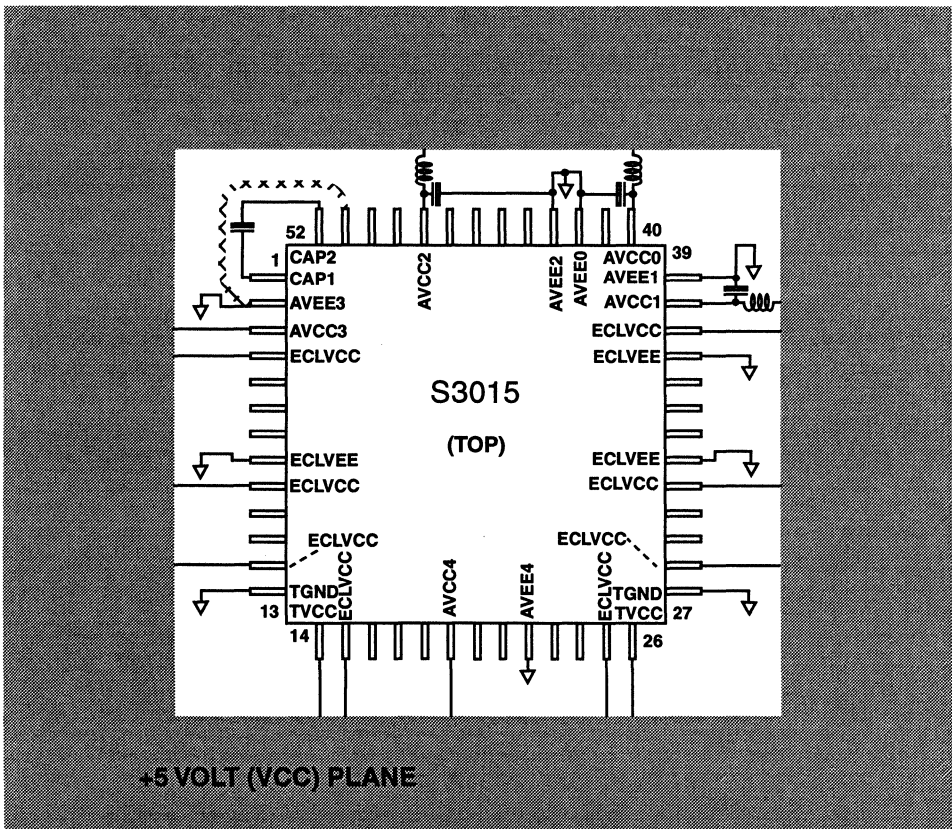 52
40
1
CAP2
AVCC0
39
CAP1
AVCC2
AVEE2
AVEE0
AVEE1
AVEE3
AVCC1
AVCC3
ECLVCC
ECLVCC
ECLVEE
S3015
(TOP)
ECLVEE
ECLVEE
ECLVCC
ECLVCC
ECLVCC
ECLVCC
ECLVCC
AVCC4
AVEE4
ECLVCC
TGND
TGND
13
TVCC
TVCC
27
14
26
+5 VOLT (VCC) PLANE